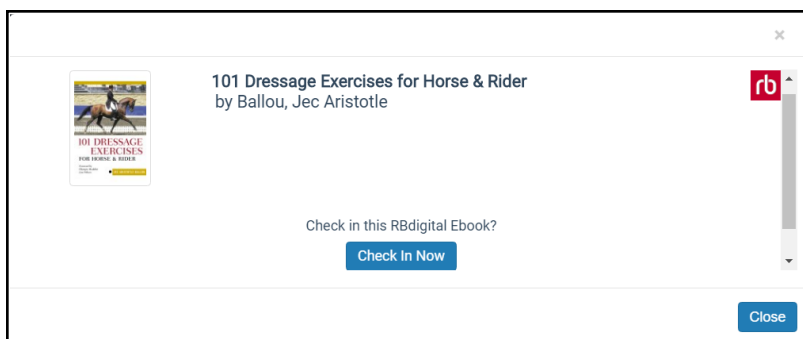 ×
101 Dressage Exercises for Horse & Rider
by Ballou, Jec Aristotle
rb
101 DRESSAGE
EXERCISES
FOR HORSE & RIDER
Check in this RBdigital Ebook?
Check In Now
Close